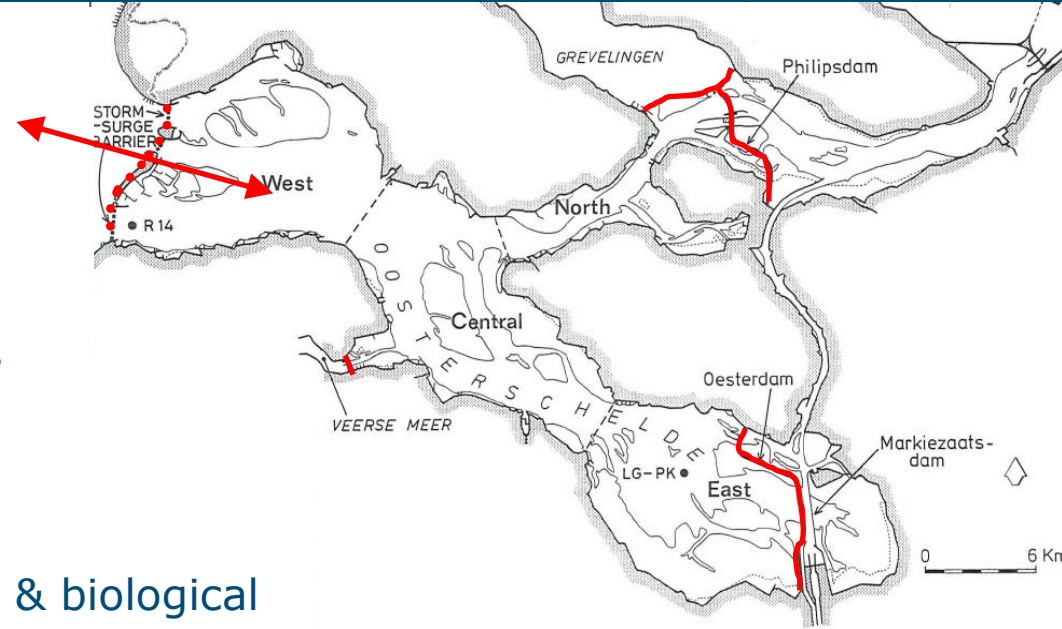 GREVELINGEN
Philipsdam
STORM
-SURGE
BARRIER
West
R 14
North
OOSTERSCHELDE
Central
VEERSE MEER
Oesterdam
Markiezaats-
dam
LG-PK
East
0 6 Km
& biological